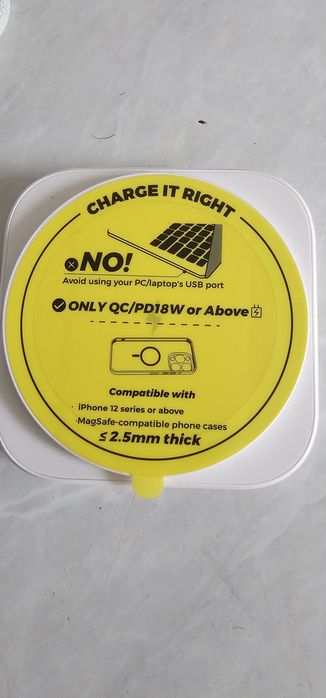 CHARGE IT RIGHT
NO!
Avoid using your PC/laptop's USB port
ONLY QC/PD18W or Above
Compatible with
· iPhone 12 series or above
·MagSafe-compatible phone cases
≤ 2.5mm thick